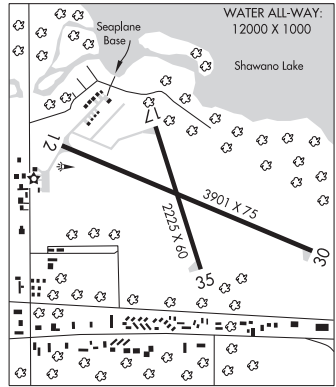 WATER ALL-WAY:
12000 X 1000
Seaplane
Base
Shawano Lake
17
12
3901 X 75
2225 X 60
30
35